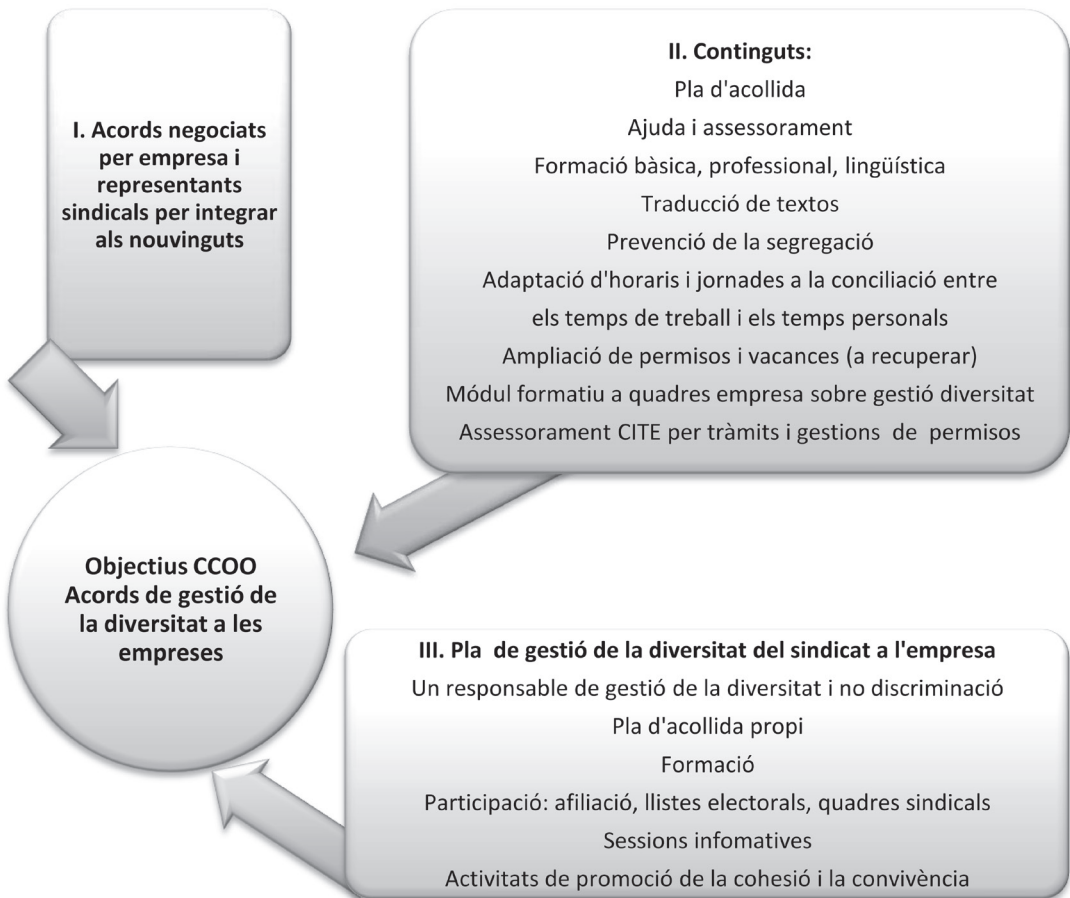 I. Acords negociats
per empresa i
representants
sindicals per integrar
als nouvinguts
II. Continguts:
Pla d'acollida
Ajuda i assessorament
Formació bàsica, professional, lingüística
Traducció de textos
Prevenció de la segregació
Adaptació d'horaris i jornades a la conciliació entre
els temps de treball i els temps personals
Ampliació de permisos i vacances (a recuperar)
Módul formatiu a quadres empresa sobre gestió diversitat
Assessorament CITE per tràmits i gestions de permisos
Objectius CCOO
Acords de gestió de
la diversitat a les
empreses
III. Pla de gestió de la diversitat del sindicat a l'empresa
Un responsable de gestió de la diversitat i no discriminació
Pla d'acollida propi
Formació
Participació: afiliació, llistes electorals, quadres sindicals
Sessions infomatives
Activitats de promoció de la cohesió i la convivència